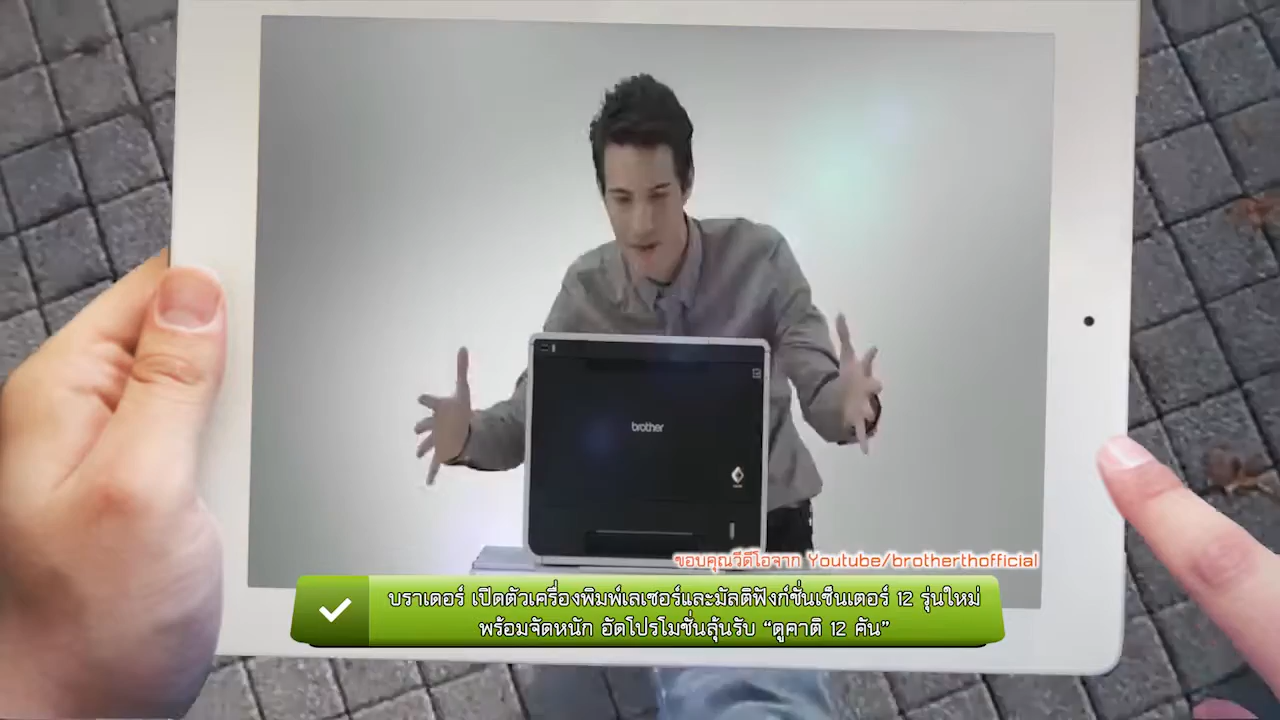 brother
ขอบคุณวีดีโอจาก Youtube/brotherthofficial
บราเดอร์ เปิดตัวเครื่องพิมพ์เลเซอร์และมัลติฟังก์ชั่นเซ็นเตอร์ 12 รุ่นใหม่
พร้อมจัดหนัก อัดโปรโมชั่นลุ้นรับ “ดูคาติ 12 คัน”